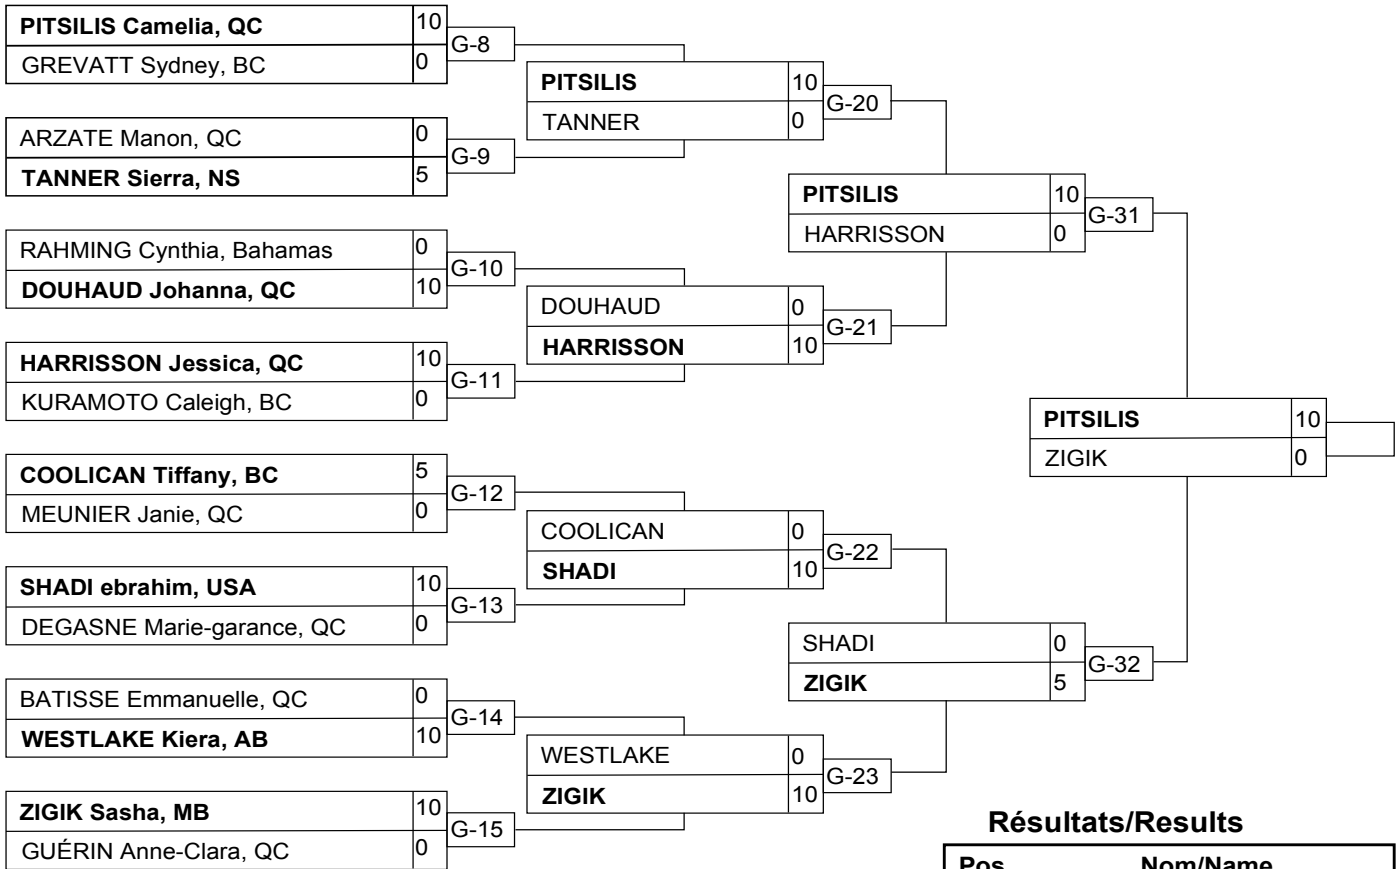 PITSILIS Camelia, QC 10
GREVATT Sydney, BC 0
G-8
ARZATE Manon, QC 0
TANNER Sierra, NS 5
G-9
RAHMING Cynthia, Bahamas 0
DOUHAUD Johanna, QC 10
G-10
HARRISSON Jessica, QC 10
KURAMOTO Caleigh, BC 0
G-11
COOLICAN Tiffany, BC 5
MEUNIER Janie, QC 0
G-12
SHADI ebrahim, USA 10
DEGASNE Marie-garance, QC 0
G-13
BATISSE Emmanuelle, QC 0
WESTLAKE Kiera, AB 10
G-14
ZIGIK Sasha, MB 10
GUÉRIN Anne-Clara, QC 0
G-15
PITSILIS 10
TANNER 0
G-20
DOUHAUD 0
HARRISSON 10
G-21
COOLICAN 0
SHADI 10
G-22
WESTLAKE 0
ZIGIK 10
G-23
PITSILIS 10
HARRISSON 0
G-31
SHADI 0
ZIGIK 5
G-32
PITSILIS 10
ZIGIK 0
Résultats/Results
Pos Nom/Name